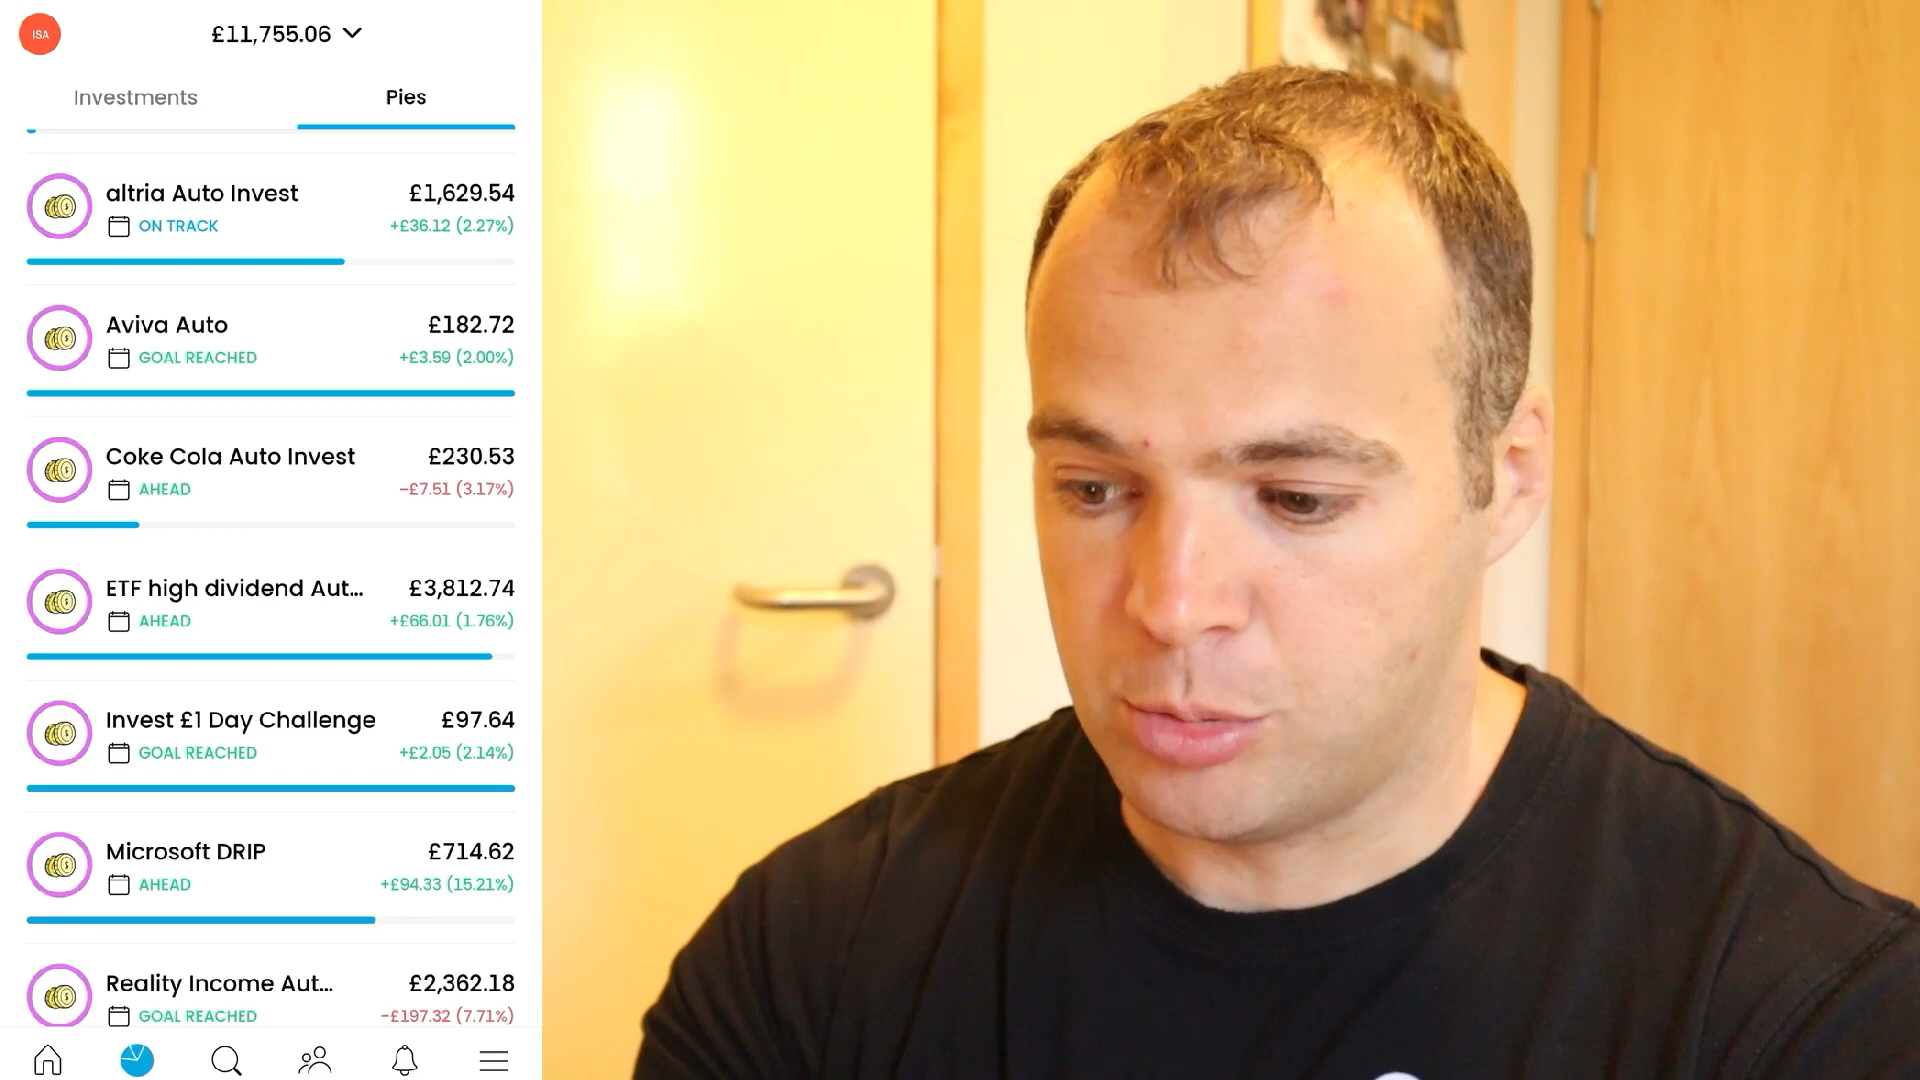 ISA
£11,755.06
Investments
Pies
altria Auto Invest
£1,629.54
ON TRACK
+£36.12 (2.27%)
Aviva Auto
£182.72
GOAL REACHED
+£3.59 (2.00%)
Coke Cola Auto Invest
£230.53
AHEAD
-£7.51 (3.17%)
ETF high dividend Aut...
£3,812.74
AHEAD
+£66.01 (1.76%)
Invest £1 Day Challenge
£97.64
GOAL REACHED
+£2.05 (2.14%)
Microsoft DRIP
£714.62
AHEAD
+£94.33 (15.21%)
Reality Income Aut...
£2,362.18
GOAL REACHED
-£197.32 (7.71%)